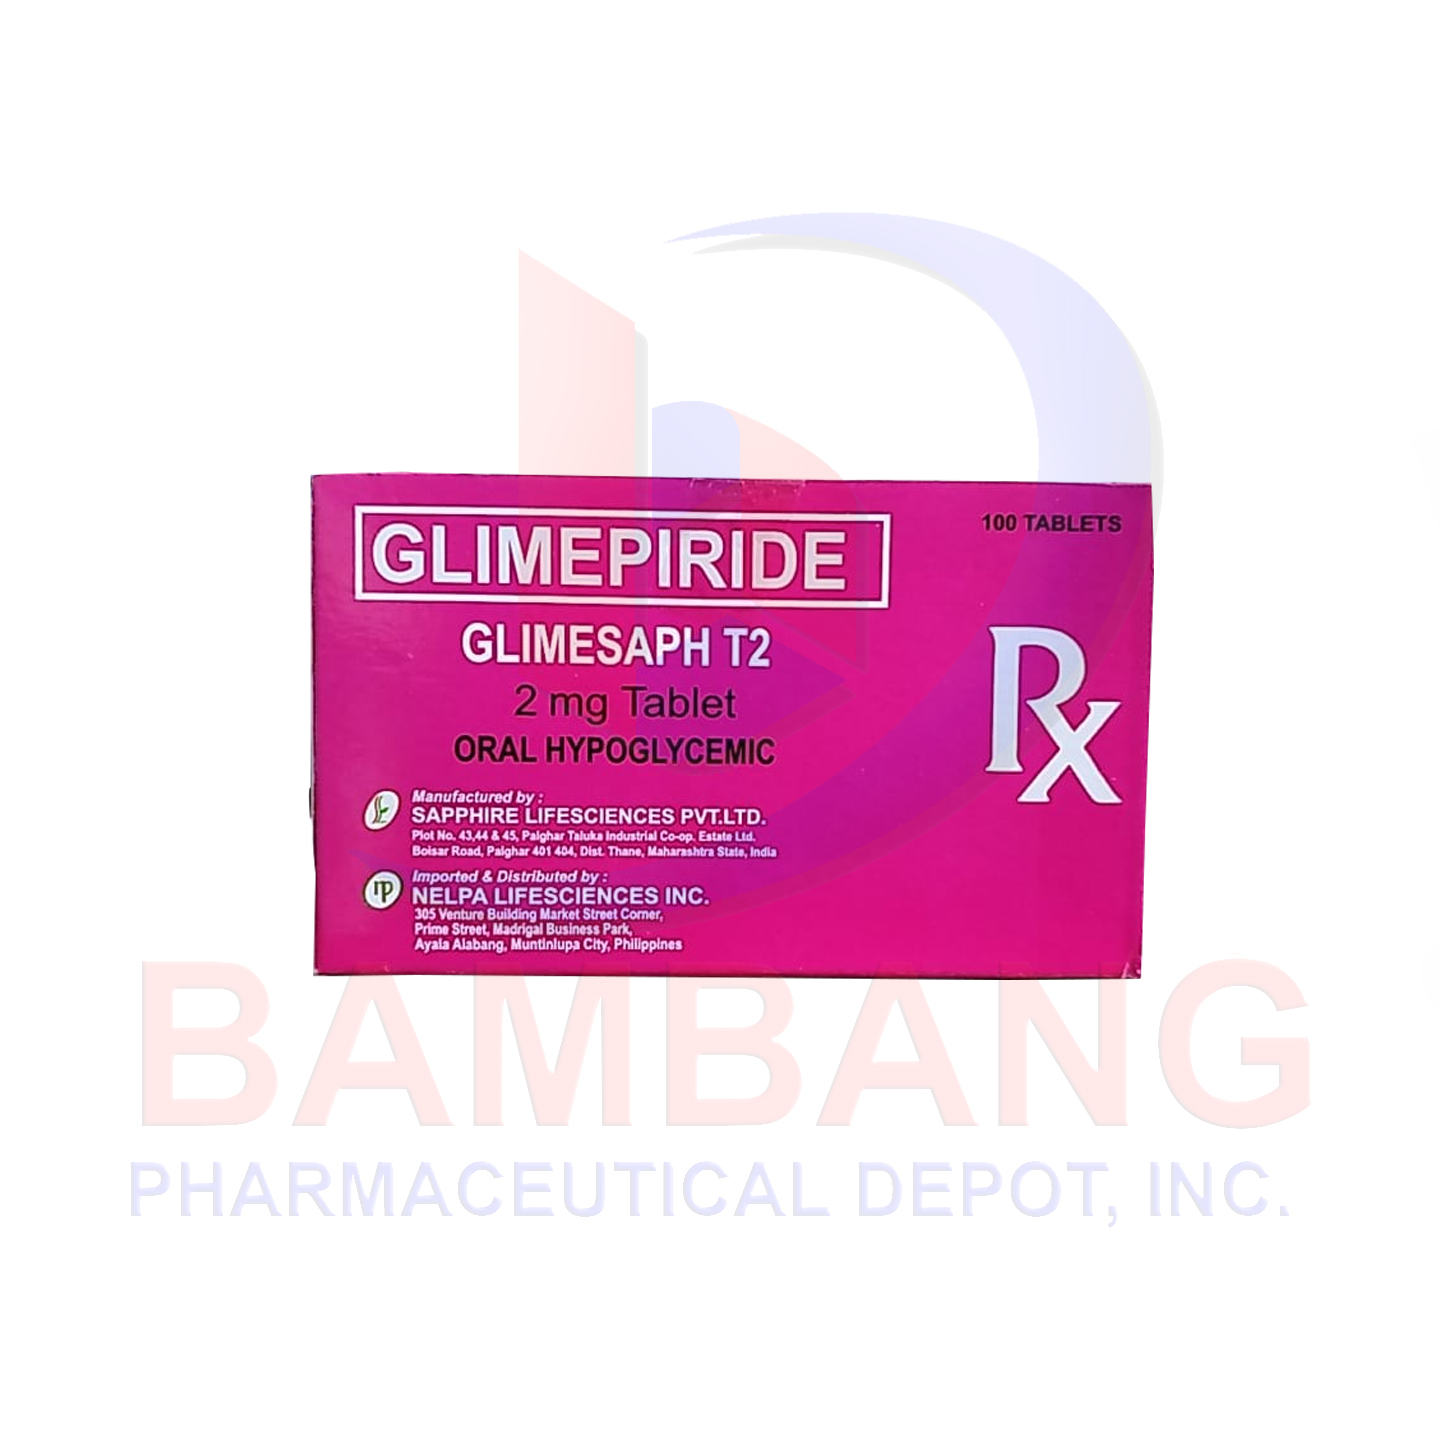 GLIMEPIRIDE
100 TABLETS
GLIMESAPH T2
2 mg Tablet
ORAL HYPOGLYCEMIC
Rx
Manufactured by :
SAPPHIRE LIFESCIENCES PVT.LTD.
Plot No. 43,44 & 45, Palghar Taluka Industrial Co-op. Estate Ltd.
Boisar Road, Palghar 401 404, Dist. Thane, Maharashtra State, India
np
Imported & Distributed by :
NELPA LIFESCIENCES INC.
305 Venture Building Market Street Corner,
Prime Street, Madrigal Business Park,
Ayala Alabang, Muntinlupa City, Philippines
BAMBANG
PHARMACEUTICAL DEPOT, INC.